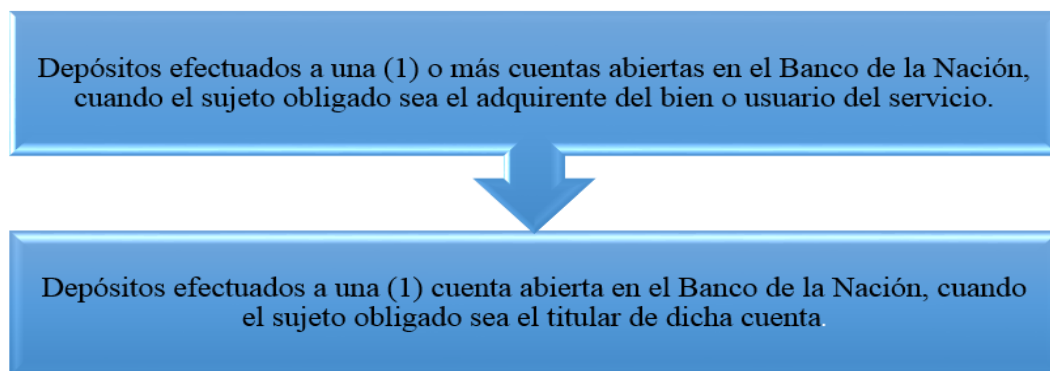 Depósitos efectuados a una (1) o más cuentas abiertas en el Banco de la Nación,
cuando el sujeto obligado sea el adquirente del bien o usuario del servicio.
Depósitos efectuados a una (1) cuenta abierta en el Banco de la Nación, cuando
el sujeto obligado sea el titular de dicha cuenta.